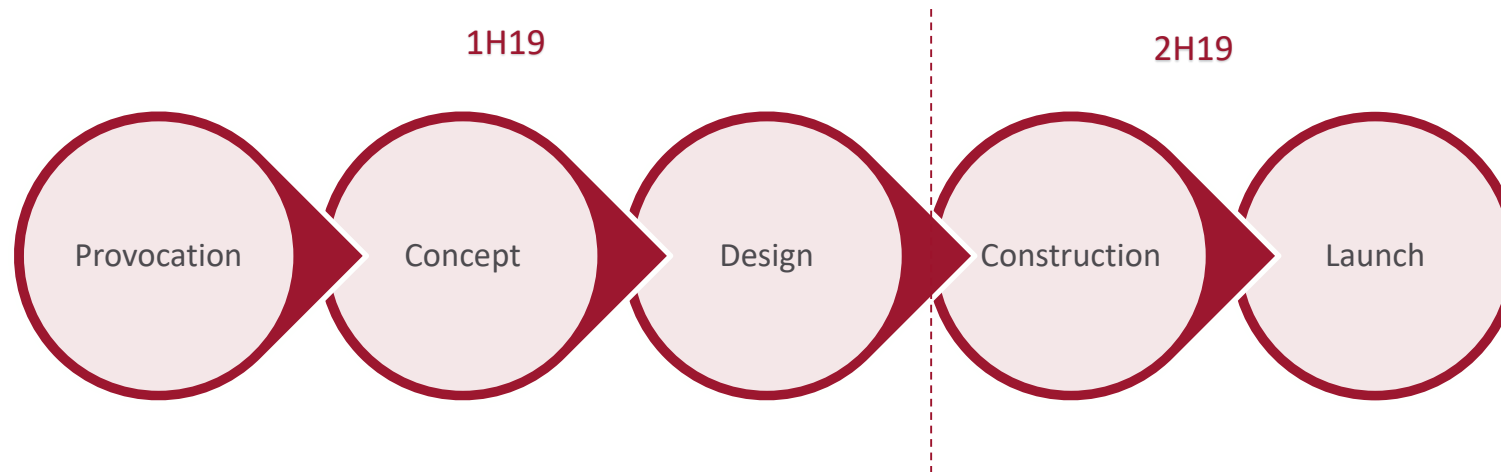 1H19
2H19
Provocation
Concept
Design
Construction
Launch